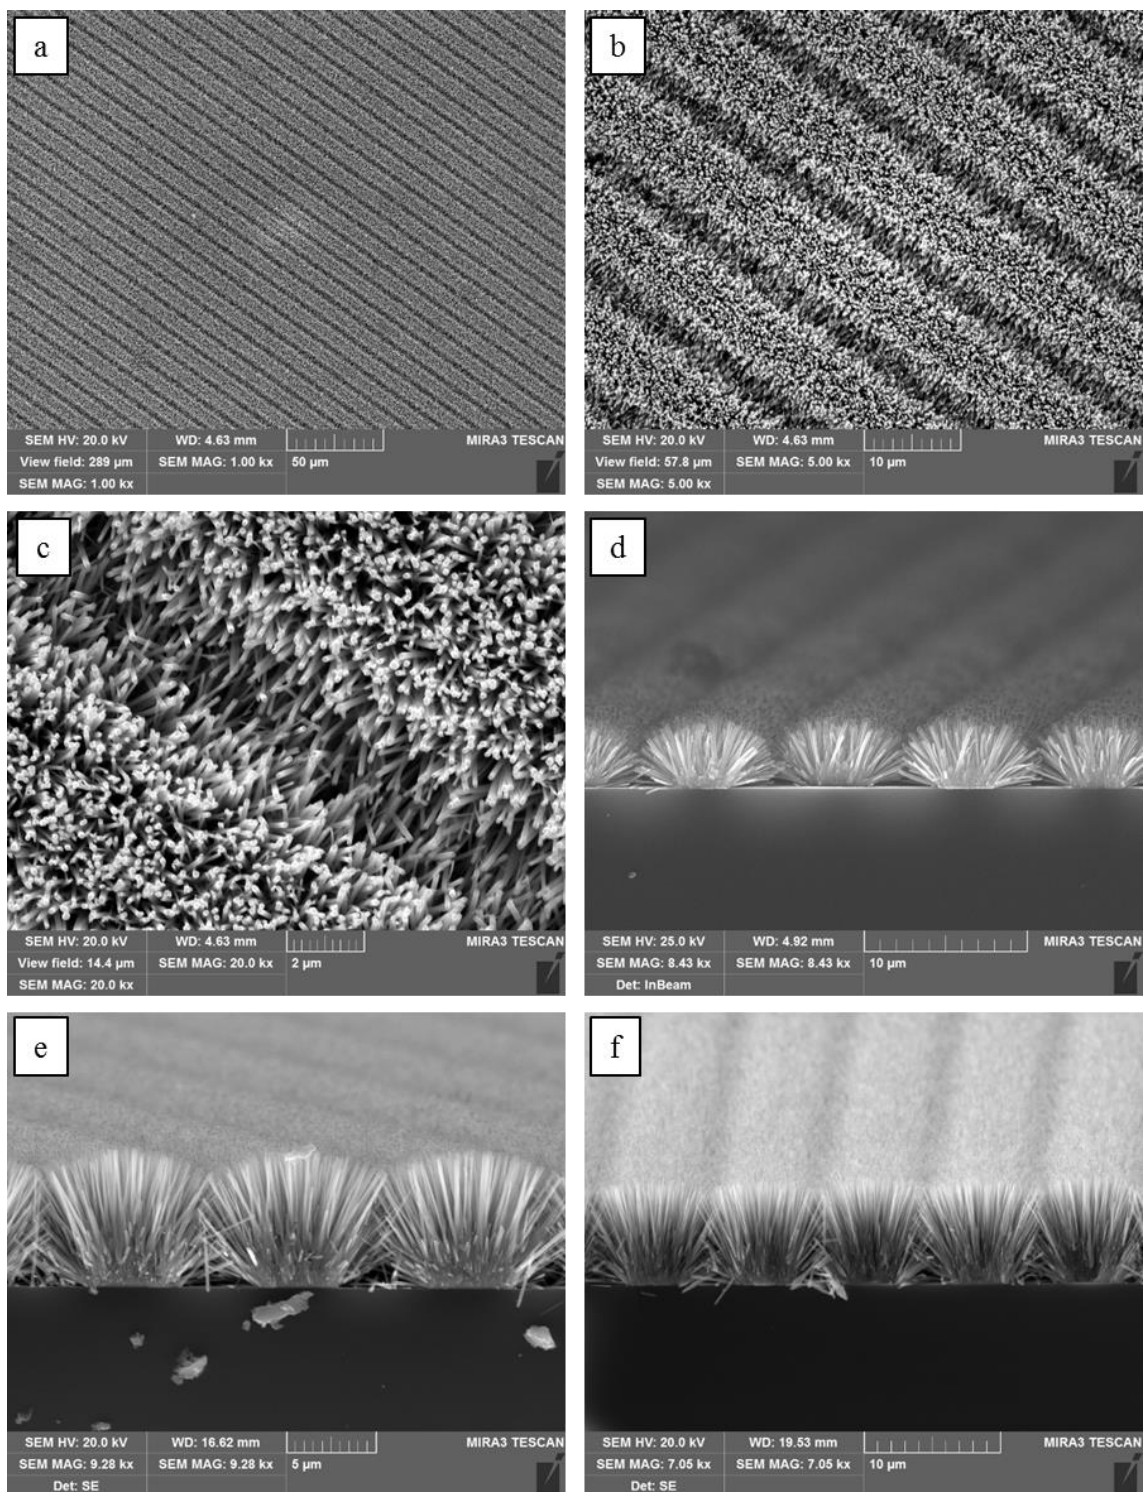 a
SEM HV: 20.0 kV WD: 4.63 mm MIRA3 TESCAN
View field: 289 µm SEM MAG: 1.00 kx 50 µm
SEM MAG: 1.00 kx
b
SEM HV: 20.0 kV WD: 4.63 mm MIRA3 TESCAN
View field: 57.8 µm SEM MAG: 5.00 kx 10 µm
SEM MAG: 5.00 kx
c
SEM HV: 20.0 kV WD: 4.63 mm MIRA3 TESCAN
View field: 14.4 µm SEM MAG: 20.0 kx 2 µm
SEM MAG: 20.0 kx
d
SEM HV: 25.0 kV WD: 4.92 mm MIRA3 TESCAN
SEM MAG: 8.43 kx SEM MAG: 8.43 kx 10 µm
Det: InBeam
e
SEM HV: 20.0 kV WD: 16.62 mm MIRA3 TESCAN
SEM MAG: 9.28 kx SEM MAG: 9.28 kx 5 µm
Det: SE
f
SEM HV: 20.0 kV WD: 19.53 mm MIRA3 TESCAN
SEM MAG: 7.05 kx SEM MAG: 7.05 kx 10 µm
Det: SE